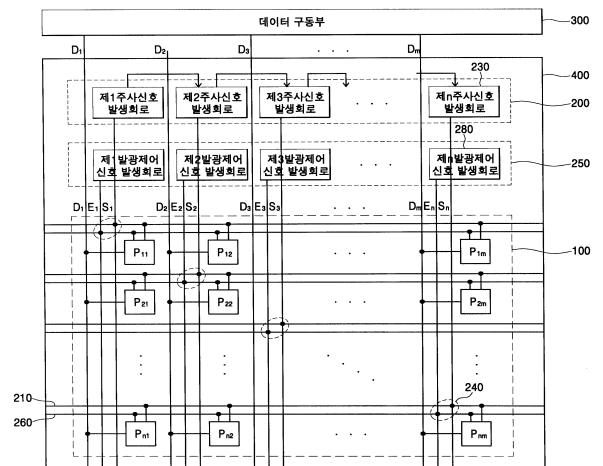 데이터 구동부
300
D1 D2 D3 . . . Dm
230
400
제1주사신호
발생회로
제2주사신호
발생회로
제3주사신호
발생회로
. . .
제n주사신호
발생회로
200
280
제1발광제어
신호 발생회로
제2발광제어
신호 발생회로
제3발광제어
신호 발생회로
. . .
제n발광제어
신호 발생회로
250
D1 E1 S1 D2 E2 S2 D3 E3 S3 . . . Dm En Sn
100
P11 P12 . . . P1m
P21 P22 . . . P2m
210
240
260
Pn1 Pn2 . . . Pnm